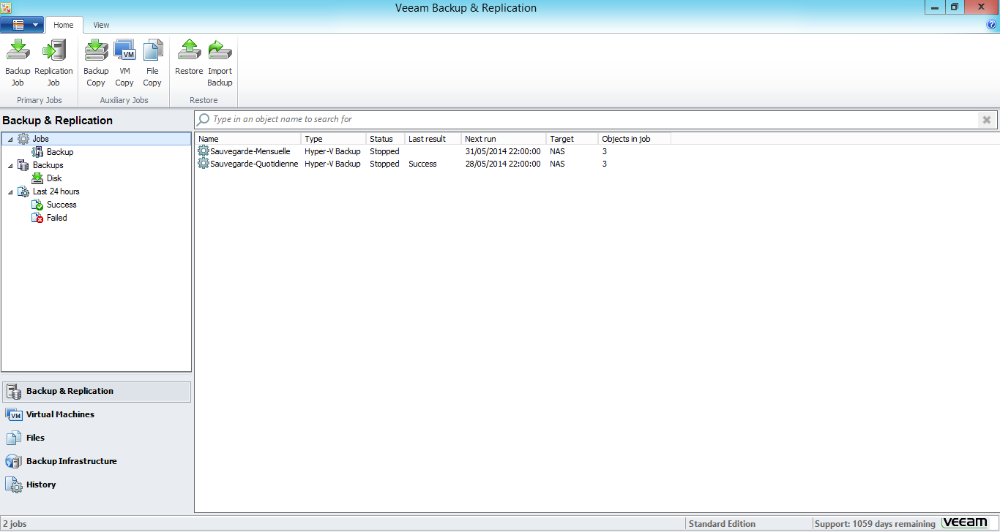 Veeam Backup & Replication
Home View
Backup Job
Replication Job
Backup Copy
VM Copy
File Copy
Restore
Import Backup
Primary Jobs Auxiliary Jobs Restore
Backup & Replication
Type in an object name to search for
Jobs
Backup
Backups
Disk
Last 24 hours
Success
Failed
Name Type Status Last result Next run Target Objects in job
Sauvegarde-Mensuelle Hyper-V Backup Stopped 31/05/2014 22:00:00 NAS 3
Sauvegarde-Quotidienne Hyper-V Backup Stopped Success 28/05/2014 22:00:00 NAS 3
Backup & Replication
VM Virtual Machines
Files
Backup Infrastructure
History
2 jobs Standard Edition Support: 1059 days remaining veeam